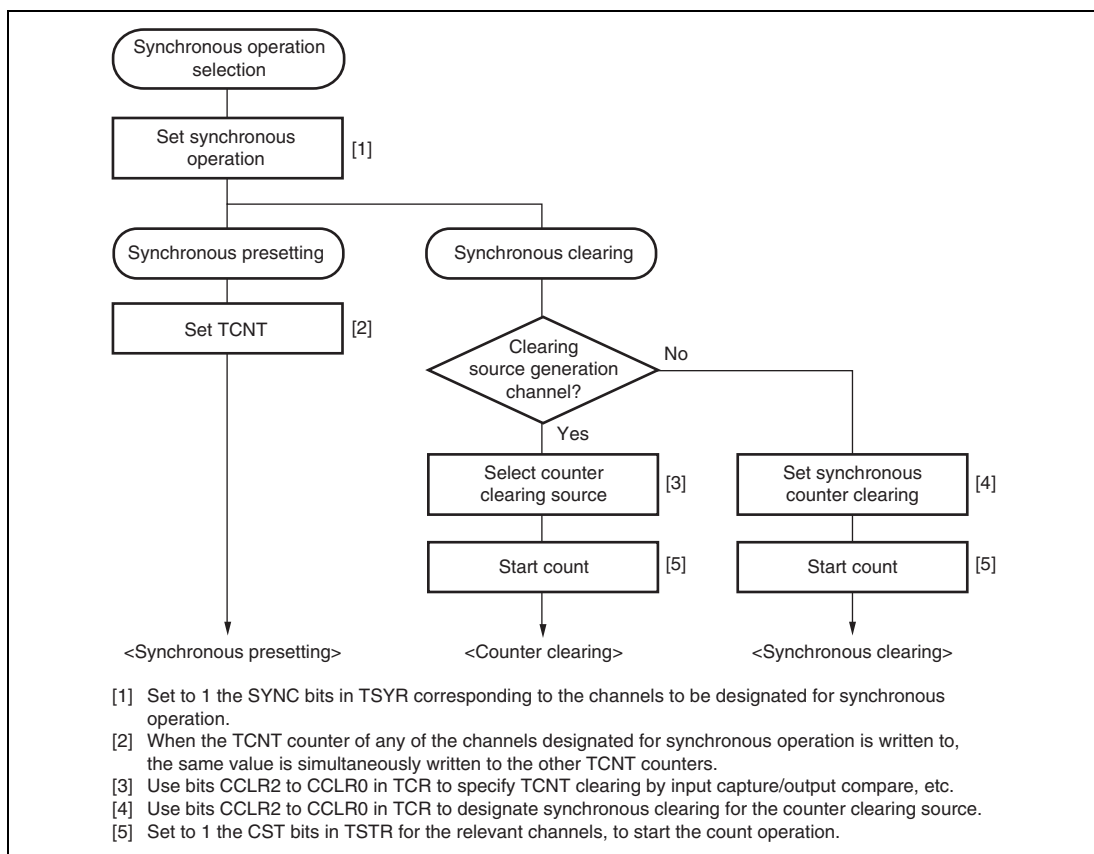 Synchronous operation
selection
Set synchronous
operation
[1]
Synchronous presetting
Synchronous clearing
Set TCNT
[2]
Clearing
source generation
channel?
No
Yes
Select counter
clearing source
[3]
Set synchronous
counter clearing
[4]
Start count
[5]
Start count
[5]
<Synchronous presetting>
<Counter clearing>
<Synchronous clearing>
[1] Set to 1 the SYNC bits in TSYR corresponding to the channels to be designated for synchronous
operation.
[2] When the TCNT counter of any of the channels designated for synchronous operation is written to,
the same value is simultaneously written to the other TCNT counters.
[3] Use bits CCLR2 to CCLR0 in TCR to specify TCNT clearing by input capture/output compare, etc.
[4] Use bits CCLR2 to CCLR0 in TCR to designate synchronous clearing for the counter clearing source.
[5] Set to 1 the CST bits in TSTR for the relevant channels, to start the count operation.